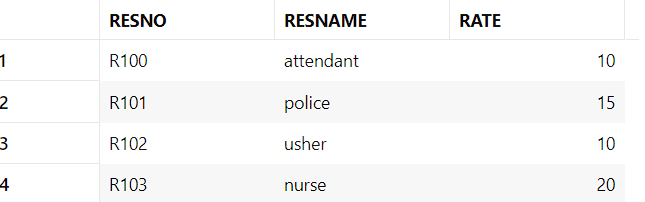 RESNO RESNAME RATE
1 R100 attendant 10
2 R101 police 15
3 R102 usher 10
4 R103 nurse 20